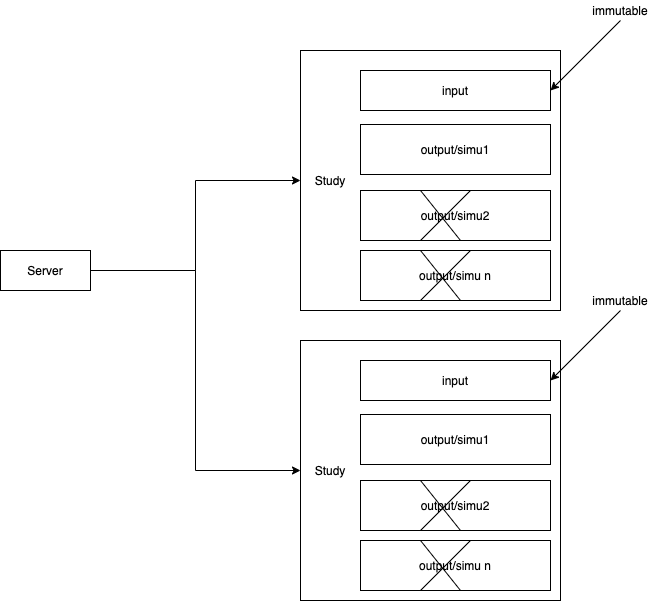 immutable
input
output/simu1
Study
output/simu2
Server
output/simu n
immutable
input
output/simu1
Study
output/simu2
output/simu n